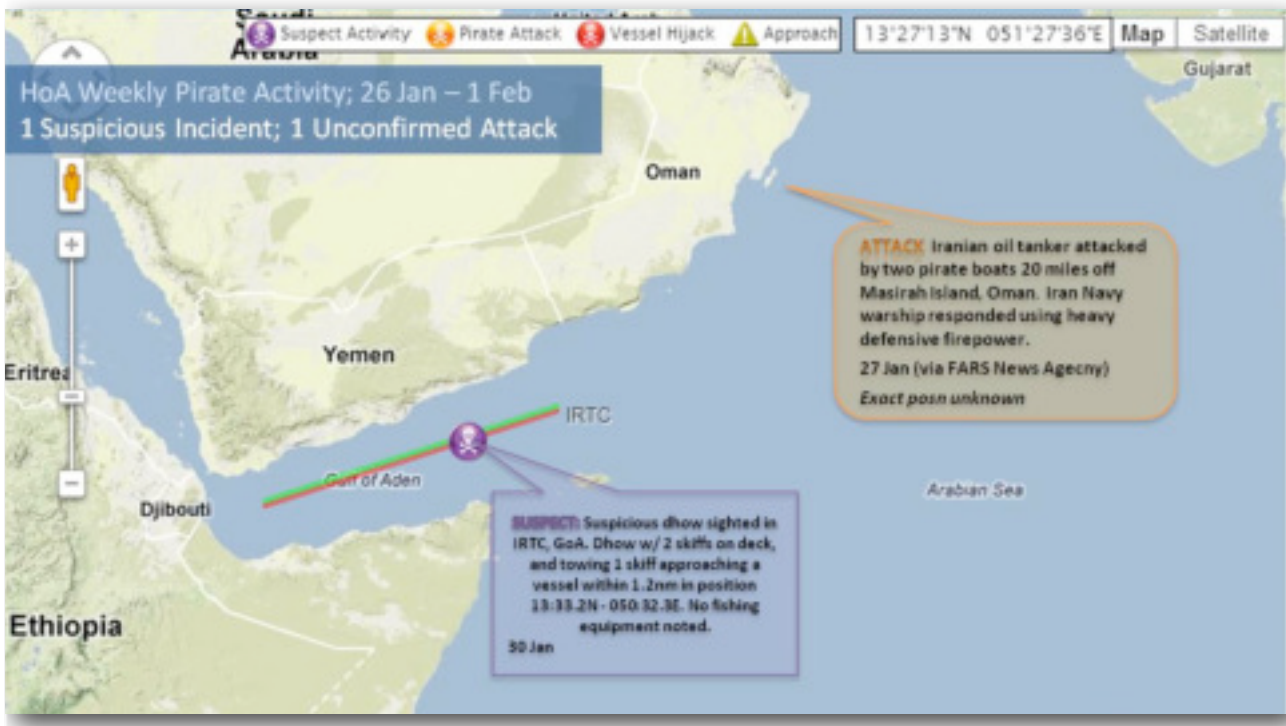 Saudi
Arabia
United Arab
Suspect Activity Pirate Attack Vessel Hijack Approach
13°27'13"N 051°27'36"E Map Satellite
Gujarat
HoA Weekly Pirate Activity; 26 Jan – 1 Feb
1 Suspicious Incident; 1 Unconfirmed Attack
Oman
ATTACK Iranian oil tanker attacked
by two pirate boats 20 miles off
Masirah Island, Oman. Iran Navy
warship responded using heavy
defensive firepower.
27 Jan (via FARS News Agecny)
Exact posn unknown
Yemen
Eritrea
IRTC
Gulf of Aden
Djibouti
Arabian Sea
SUSPECT: Suspicious dhow sighted in
IRTC, GoA. Dhow w/ 2 skiffs on deck,
and towing 1 skiff approaching a
vessel within 1.2nm in position
13:33.2N - 050:32.3E. No fishing
equipment noted.
30 Jan
Ethiopia